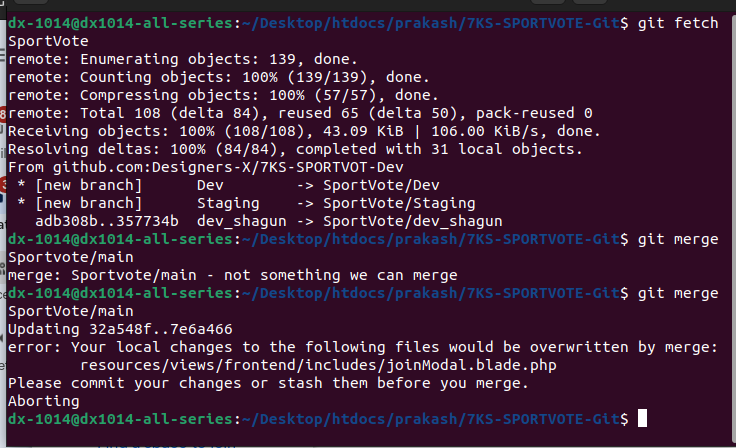 dx-1014@dx1014-all-series:~/Desktop/htdocs/prakash/7KS-SPORTVOTE-Git$ git fetch
SportVote
remote: Enumerating objects: 139, done.
remote: Counting objects: 100% (139/139), done.
remote: Compressing objects: 100% (57/57), done.
remote: Total 108 (delta 84), reused 65 (delta 50), pack-reused 0
Receiving objects: 100% (108/108), 43.09 KiB | 106.00 KiB/s, done.
Resolving deltas: 100% (84/84), completed with 31 local objects.
From github.com:Designers-X/7KS-SPORTVOT-Dev
 * [new branch]      Dev        -> SportVote/Dev
 * [new branch]      Staging    -> SportVote/Staging
   adb308b..357734b  dev_shagun -> SportVote/dev_shagun
dx-1014@dx1014-all-series:~/Desktop/htdocs/prakash/7KS-SPORTVOTE-Git$ git merge
Sportvote/main
merge: Sportvote/main - not something we can merge
dx-1014@dx1014-all-series:~/Desktop/htdocs/prakash/7KS-SPORTVOTE-Git$ git merge
SportVote/main
Updating 32a548f..7e6a466
error: Your local changes to the following files would be overwritten by merge:
        resources/views/frontend/includes/joinModal.blade.php
Please commit your changes or stash them before you merge.
Aborting
dx-1014@dx1014-all-series:~/Desktop/htdocs/prakash/7KS-SPORTVOTE-Git$